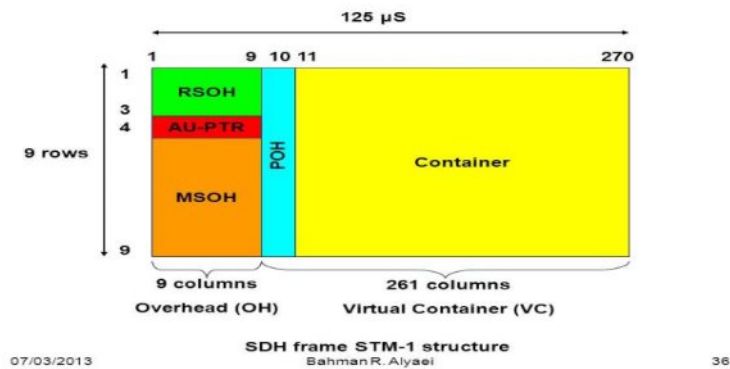 125 µS
1 9 10 11 270
1
RSOH
3
4 AU-PTR
9 rows
POH
Container
MSOH
9
9 columns 261 columns
Overhead (OH) Virtual Container (VC)
SDH frame STM-1 structure
07/03/2013 Bahman R. Alyaei 36